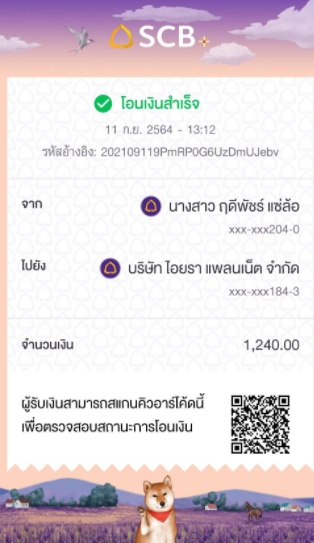 SCB
โอนเงินสำเร็จ
11 ก.ย. 2564 - 13:12
รหัสอ้างอิง: 202109119PmRP0G6UzDmUJebv
จาก
นางสาว ฤดีพัชร์ แซ่ล้อ
xxx-xxx204-0
ไปยัง
บริษัท ไอยรา แพลนเน็ต จำกัด
xxx-xxx184-3
จำนวนเงิน
1,240.00
ผู้รับเงินสามารถสแกนคิวอาร์โค้ดนี้
เพื่อตรวจสอบสถานะการโอนเงิน